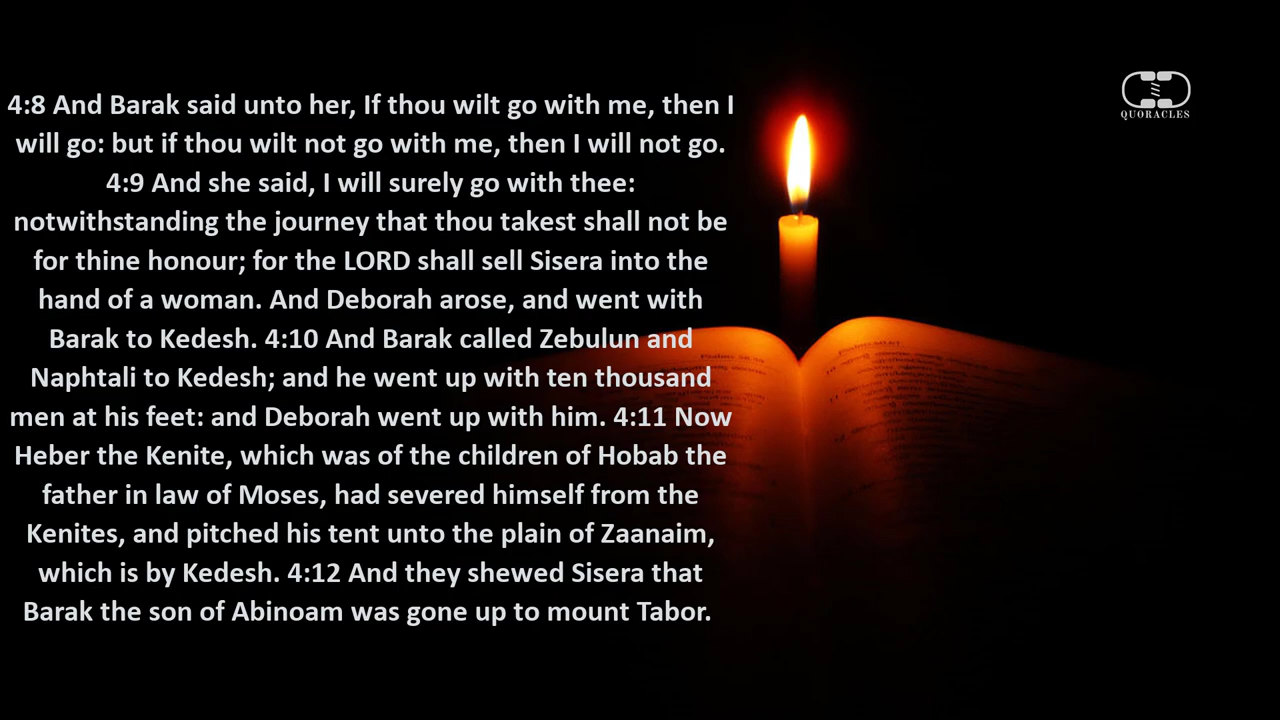 4:8 And Barak said unto her, If thou wilt go with me, then I
will go: but if thou wilt not go with me, then I will not go.
4:9 And she said, I will surely go with thee:
notwithstanding the journey that thou takest shall not be
for thine honour; for the LORD shall sell Sisera into the
hand of a woman. And Deborah arose, and went with
Barak to Kedesh. 4:10 And Barak called Zebulun and
Naphtali to Kedesh; and he went up with ten thousand
men at his feet: and Deborah went up with him. 4:11 Now
Heber the Kenite, which was of the children of Hobab the
father in law of Moses, had severed himself from the
Kenites, and pitched his tent unto the plain of Zaanaim,
which is by Kedesh. 4:12 And they shewed Sisera that
Barak the son of Abinoam was gone up to mount Tabor.
QUORACLES